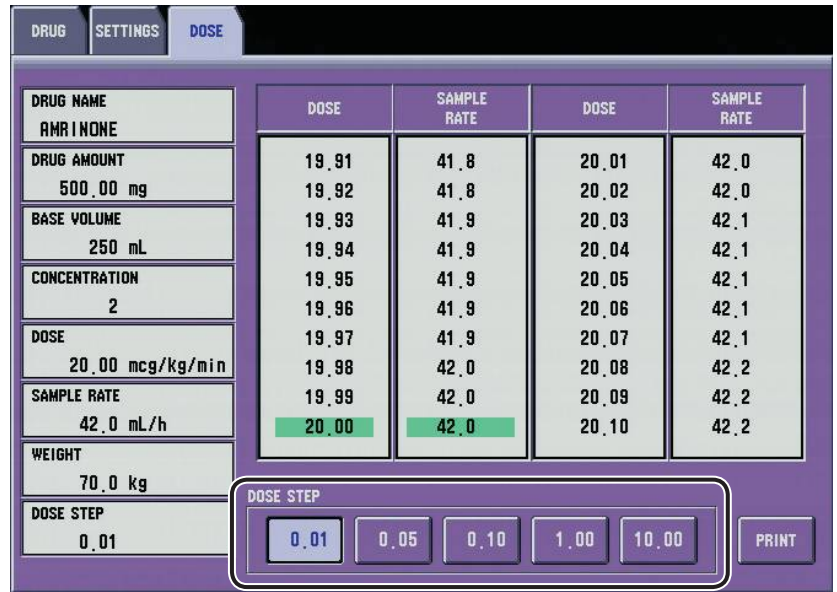 DRUG SETTINGS DOSE
DRUG NAME
AMRINONE
DRUG AMOUNT
500.00 mg
BASE VOLUME
250 mL
CONCENTRATION
2
DOSE
20.00 mcg/kg/min
SAMPLE RATE
42.0 mL/h
WEIGHT
70.0 kg
DOSE STEP
0.01
DOSE SAMPLE RATE DOSE SAMPLE RATE
19.91 41.8 20.01 42.0
19.92 41.8 20.02 42.0
19.93 41.9 20.03 42.1
19.94 41.9 20.04 42.1
19.95 41.9 20.05 42.1
19.96 41.9 20.06 42.1
19.97 41.9 20.07 42.1
19.98 42.0 20.08 42.2
19.99 42.0 20.09 42.2
20.00 42.0 20.10 42.2
DOSE STEP
0.01 0.05 0.10 1.00 10.00 PRINT